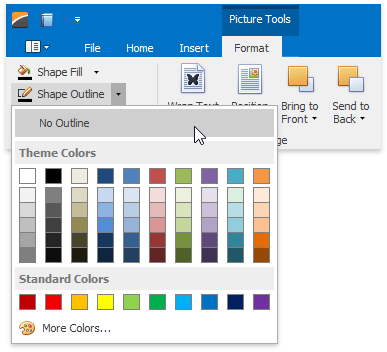 Picture Tools
File Home Insert Format
Shape Fill
Shape Outline
Wrap Text Position Bring to Front Send to Back
No Outline
Theme Colors
Standard Colors
More Colors...